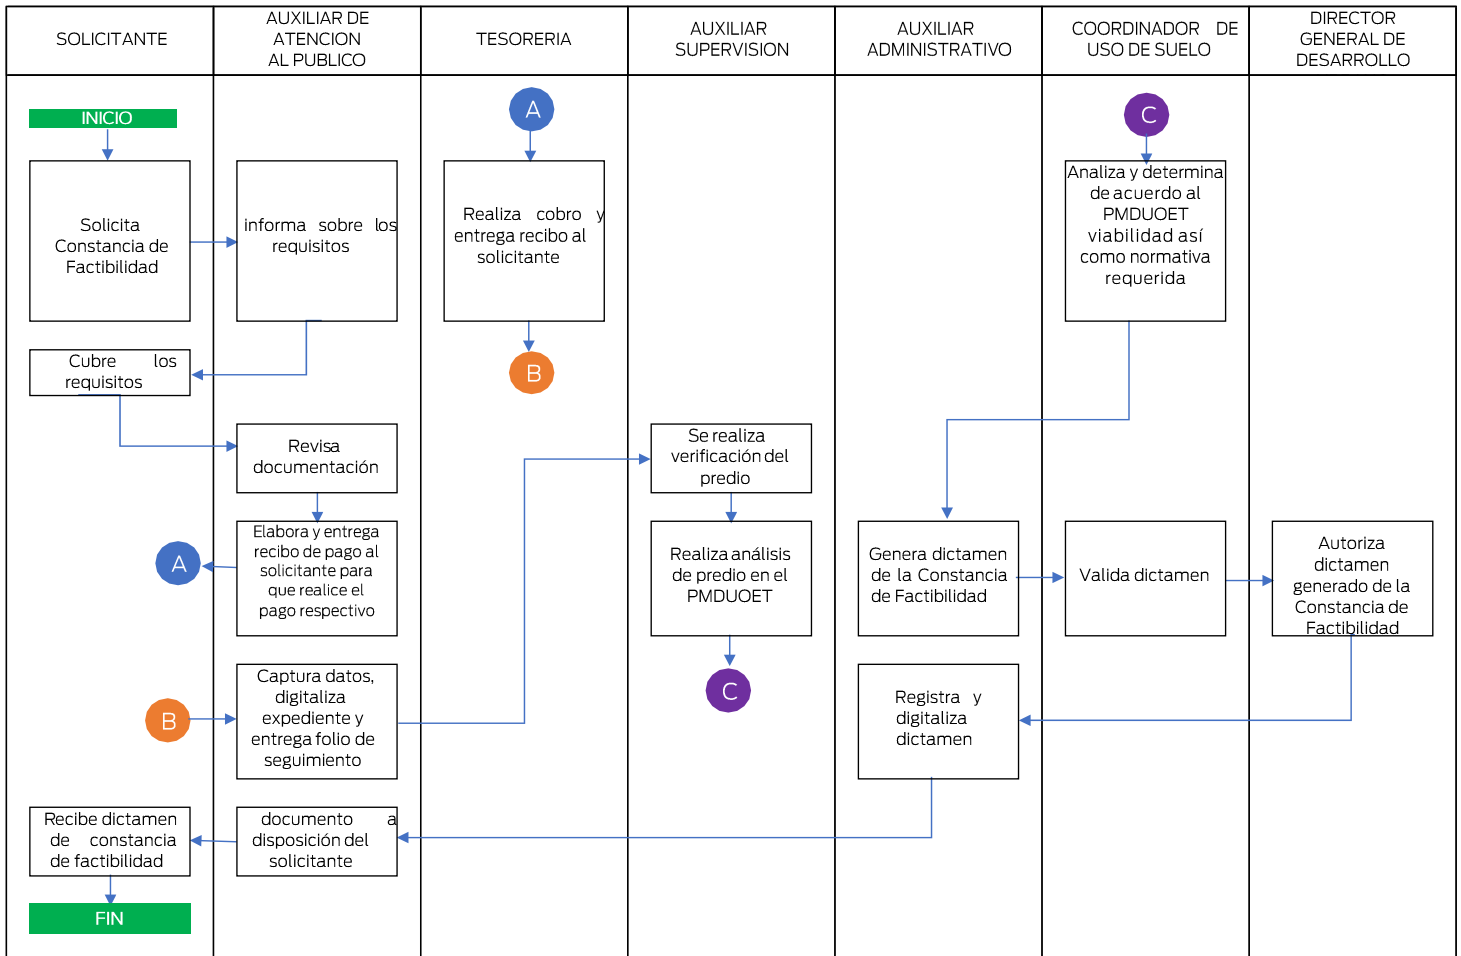 SOLICITANTE
AUXILIAR DE
ATENCION
AL PUBLICO
TESORERIA
AUXILIAR
SUPERVISION
AUXILIAR
ADMINISTRATIVO
COORDINADOR DE
USO DE SUELO
DIRECTOR
GENERAL DE
DESARROLLO
INICIO
A
C
Solicita
Constancia de
Factibilidad
informa sobre los
requisitos
Realiza cobro y
entrega recibo al
solicitante
Analiza y determina
de acuerdo al
PMDUOET
viabilidad así
como normativa
requerida
Cubre los
requisitos
B
Revisa
documentación
Se realiza
verificación del
predio
A
Elabora y entrega
recibo de pago al
solicitante para
que realice el
pago respectivo
Realiza análisis
de predio en el
PMDUOET
Genera dictamen
de la Constancia
de Factibilidad
Valida dictamen
Autoriza
dictamen
generado de la
Constancia de
Factibilidad
B
Captura datos,
digitaliza
expediente y
entrega folio de
seguimiento
C
Registra y
digitaliza
dictamen
Recibe dictamen
de constancia
de factibilidad
documento a
disposición del
solicitante
FIN